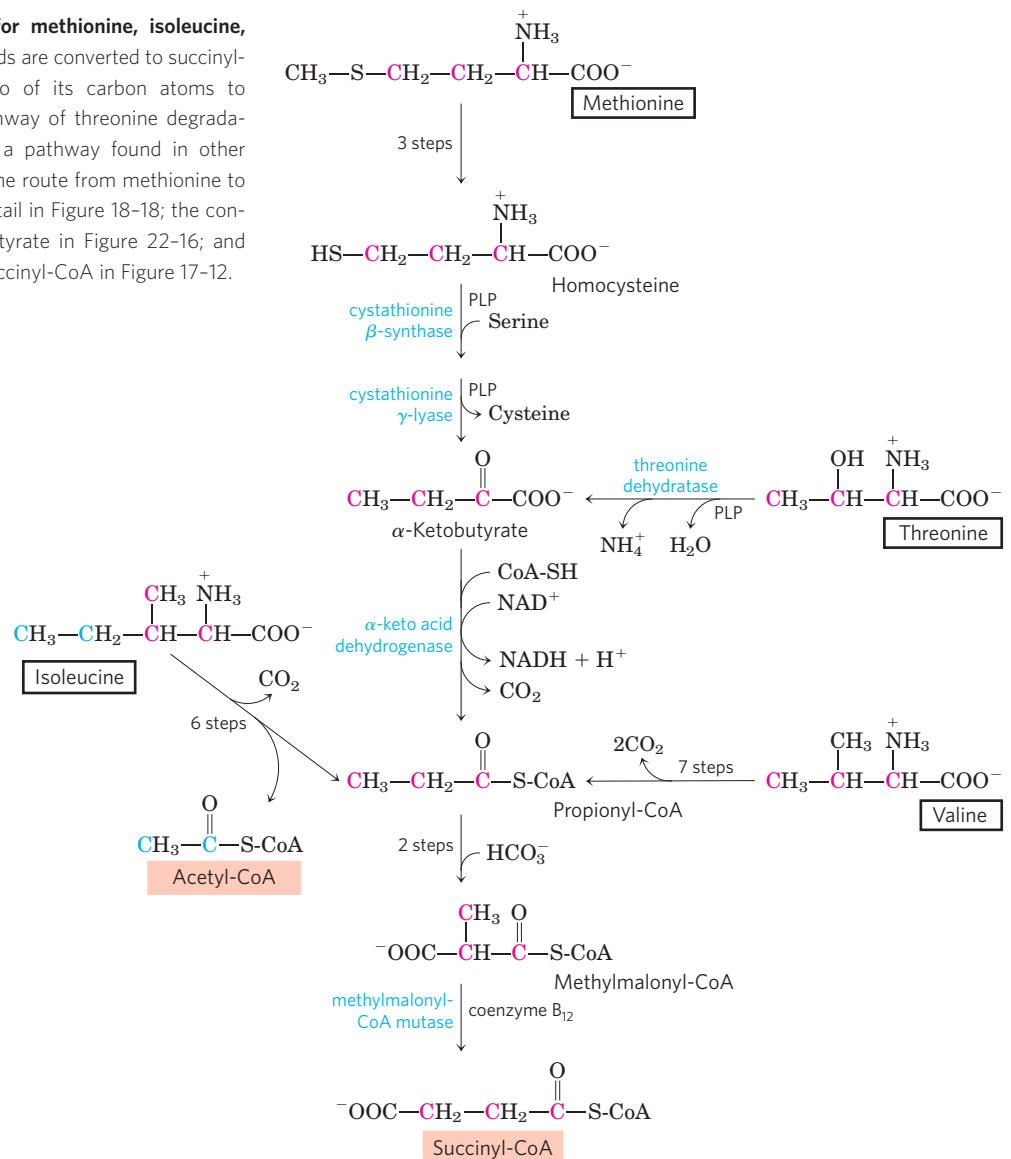 for methionine, isoleucine,
ds are converted to succinyl-
o of its carbon atoms to
hway of threonine degrada-
a pathway found in other
ne route from methionine to
tail in Figure 18–18; the con-
tyrate in Figure 22–16; and
ccinyl-CoA in Figure 17–12.
+
NH₃
CH₃—S—CH₂—CH₂—CH—COO⁻
Methionine
3 steps
+
NH₃
HS—CH₂—CH₂—CH—COO⁻
Homocysteine
cystathionine
β-synthase
PLP
Serine
cystathionine
γ-lyase
PLP
Cysteine
O
CH₃—CH₂—C—COO⁻
α-Ketobutyrate
threonine
dehydratase
PLP
NH₄⁺ H₂O
+
OH NH₃
CH₃—CH—CH—COO⁻
Threonine
CoA-SH
NAD⁺
α-keto acid
dehydrogenase
NADH + H⁺
CO₂
+
CH₃ NH₃
CH₃—CH₂—CH—CH—COO⁻
Isoleucine
CO₂
6 steps
O
CH₃—C—S-CoA
Acetyl-CoA
O
CH₃—CH₂—C—S-CoA
Propionyl-CoA
2CO₂
7 steps
+
CH₃ NH₃
CH₃—CH—CH—COO⁻
Valine
2 steps
HCO₃⁻
CH₃ O
⁻OOC—CH—C—S-CoA
Methylmalonyl-CoA
methylmalonyl-
CoA mutase
coenzyme B₁₂
O
⁻OOC—CH₂—CH₂—C—S-CoA
Succinyl-CoA